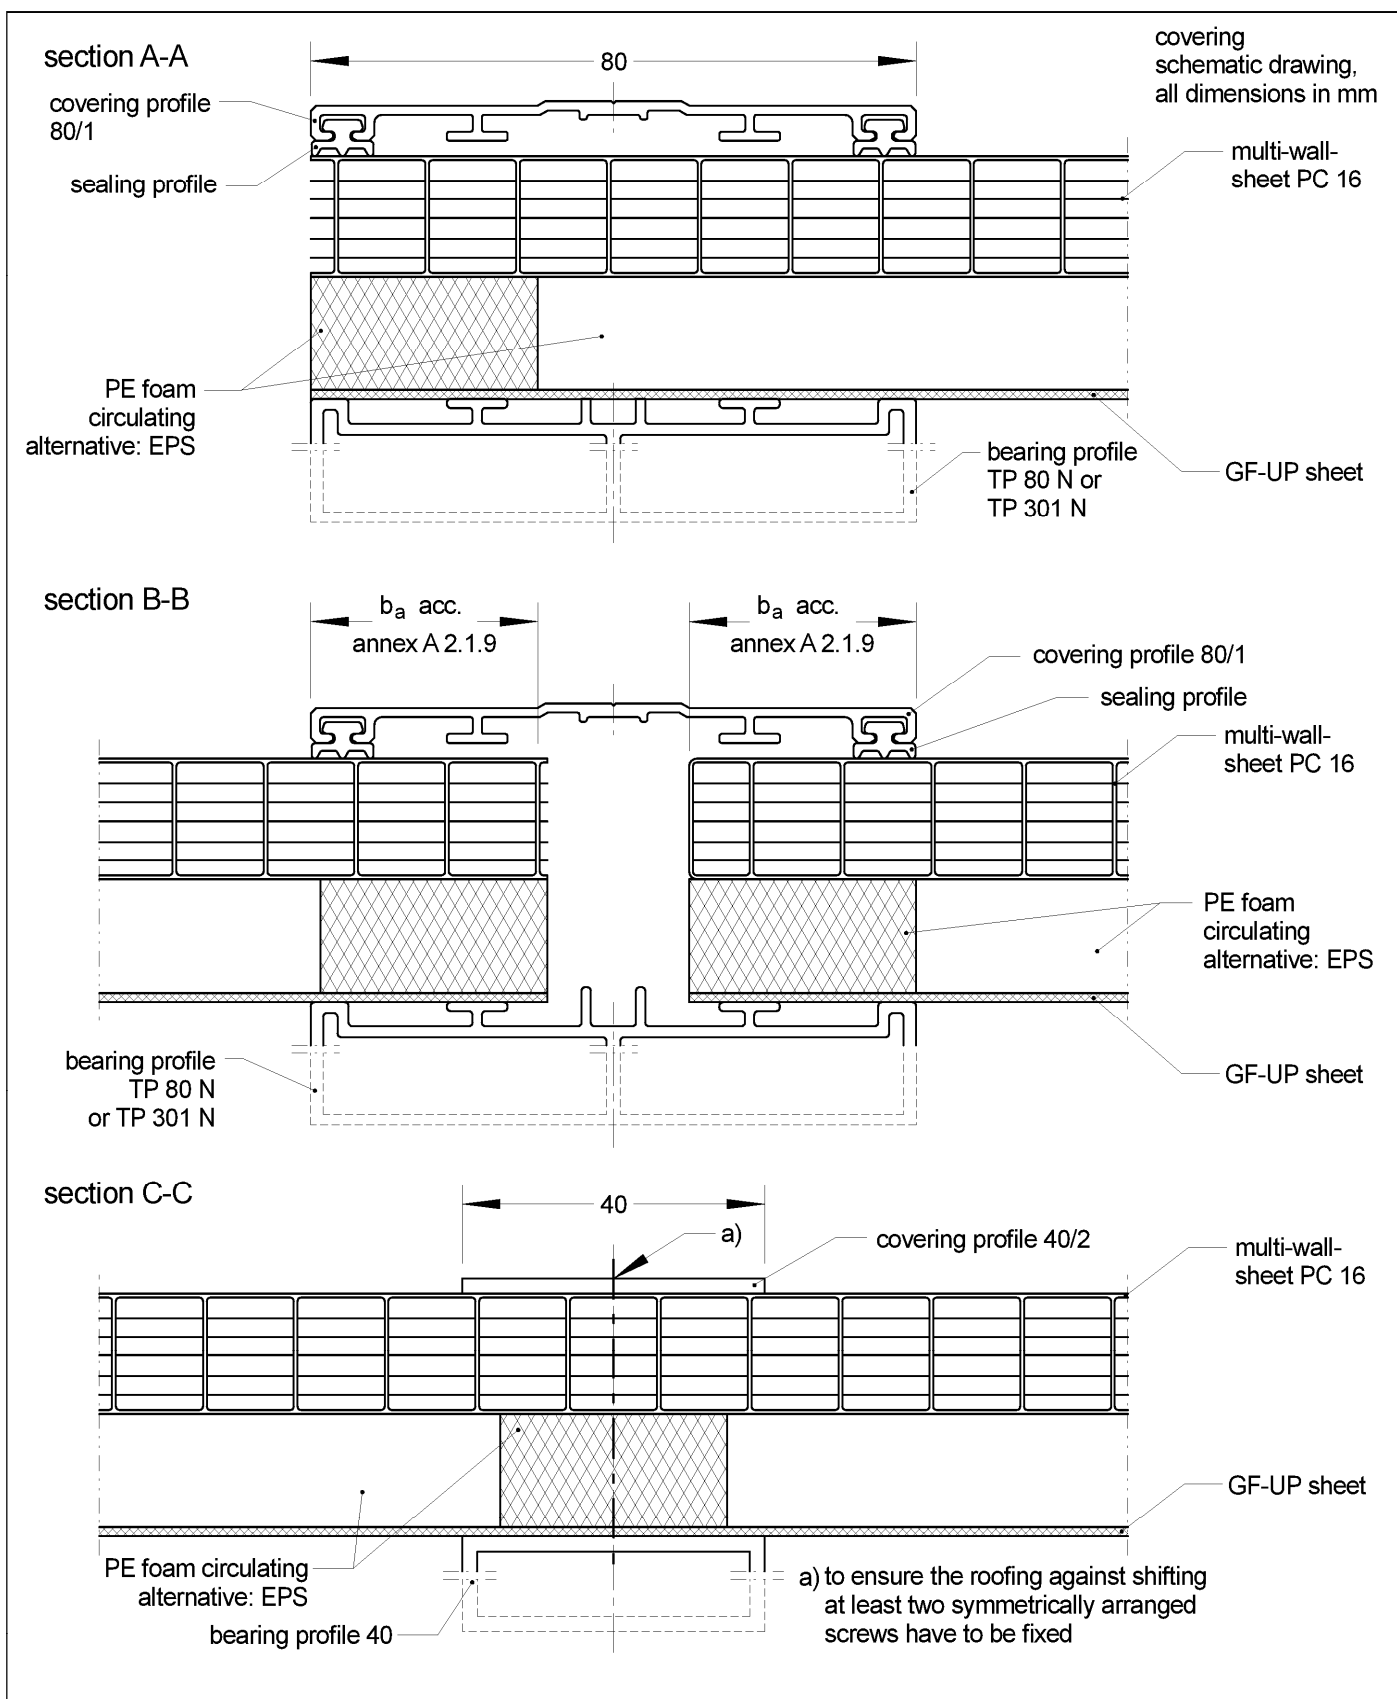 section A-A
80
covering
schematic drawing,
all dimensions in mm
covering profile
80/1
sealing profile
multi-wall-
sheet PC 16
PE foam
circulating
alternative: EPS
bearing profile
TP 80 N or
TP 301 N
GF-UP sheet
section B-B
ba acc.
annex A 2.1.9
ba acc.
annex A 2.1.9
covering profile 80/1
sealing profile
multi-wall-
sheet PC 16
PE foam
circulating
alternative: EPS
bearing profile
TP 80 N
or TP 301 N
GF-UP sheet
section C-C
40
a)
covering profile 40/2
multi-wall-
sheet PC 16
GF-UP sheet
PE foam circulating
alternative: EPS
bearing profile 40
a) to ensure the roofing against shifting
at least two symmetrically arranged
screws have to be fixed